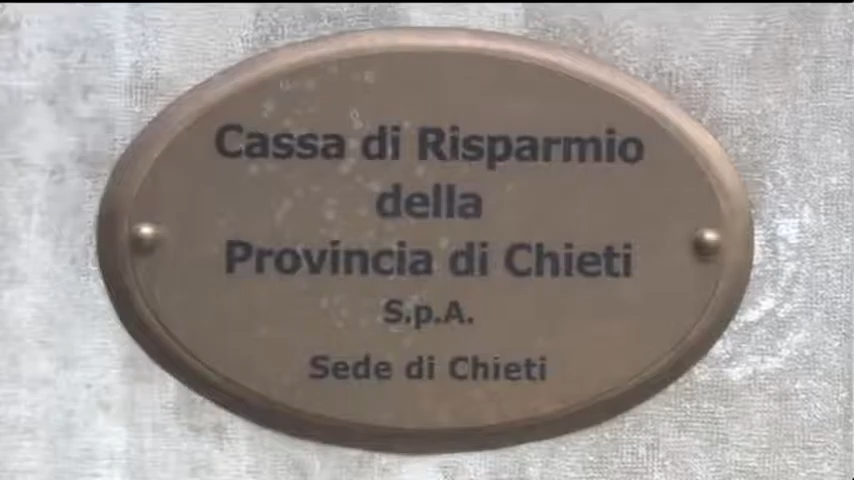 Cassa di Risparmio
della
Provincia di Chieti
S.p.A.
Sede di Chieti